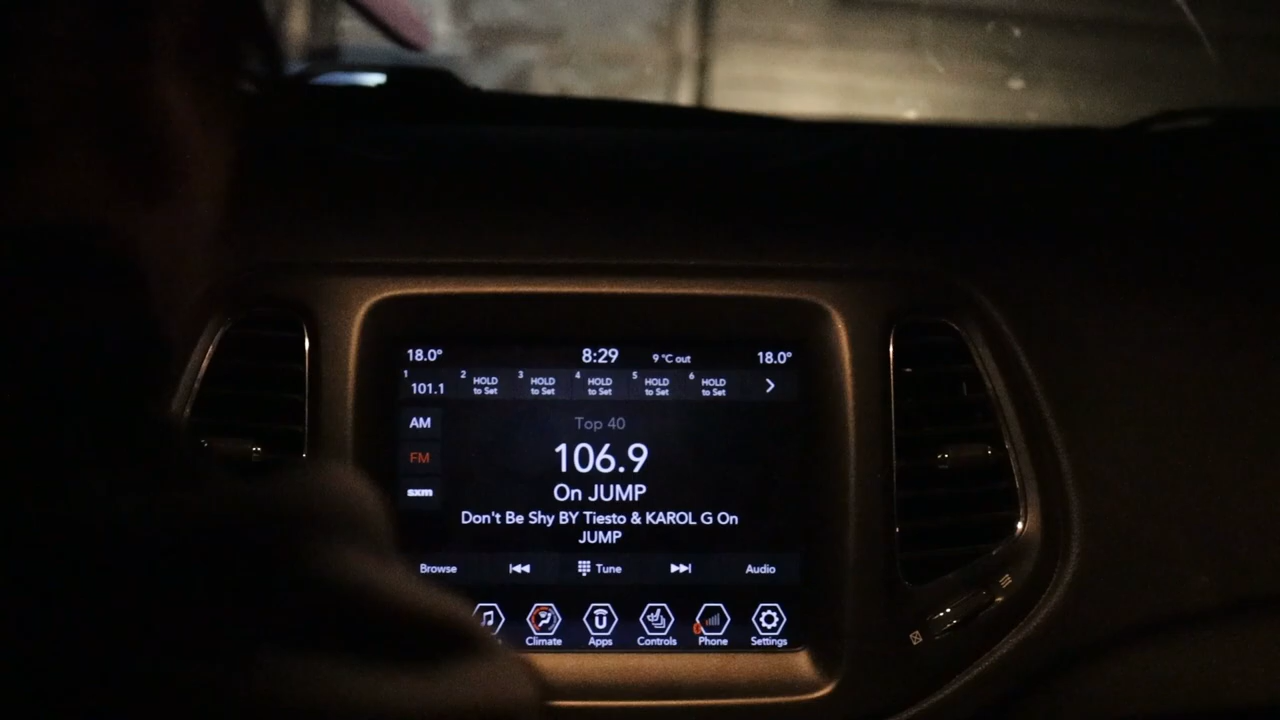 18.0° 8:29 9 °C out 18.0°
1 2 3 4 5 6
101.1 HOLD to Set HOLD to Set HOLD to Set HOLD to Set HOLD to Set
AM
Top 40
FM
106.9
sxm
On JUMP
Don't Be Shy BY Tiesto & KAROL G On
JUMP
Browse Tune Audio
Climate Apps Controls Phone Settings